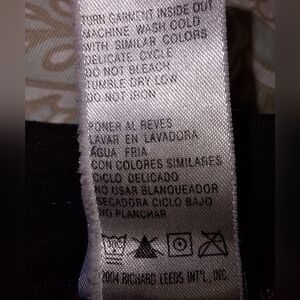 TURN GARMENT INSIDE OUT
MACHINE WASH COLD
WITH SIMILAR COLORS
DELICATE CYCLE
DO NOT BLEACH
TUMBLE DRY LOW
DO NOT IRON
PONER AL REVES
LAVAR EN LAVADORA
AGUA FRIA
CON COLORES SIMILARES
CICLO DELICADO
NO USAR BLANQUEADOR
SECADORA CICLO BAJO
NO PLANCHAR
2004 RICHARD LEEDS INT'L, INC.